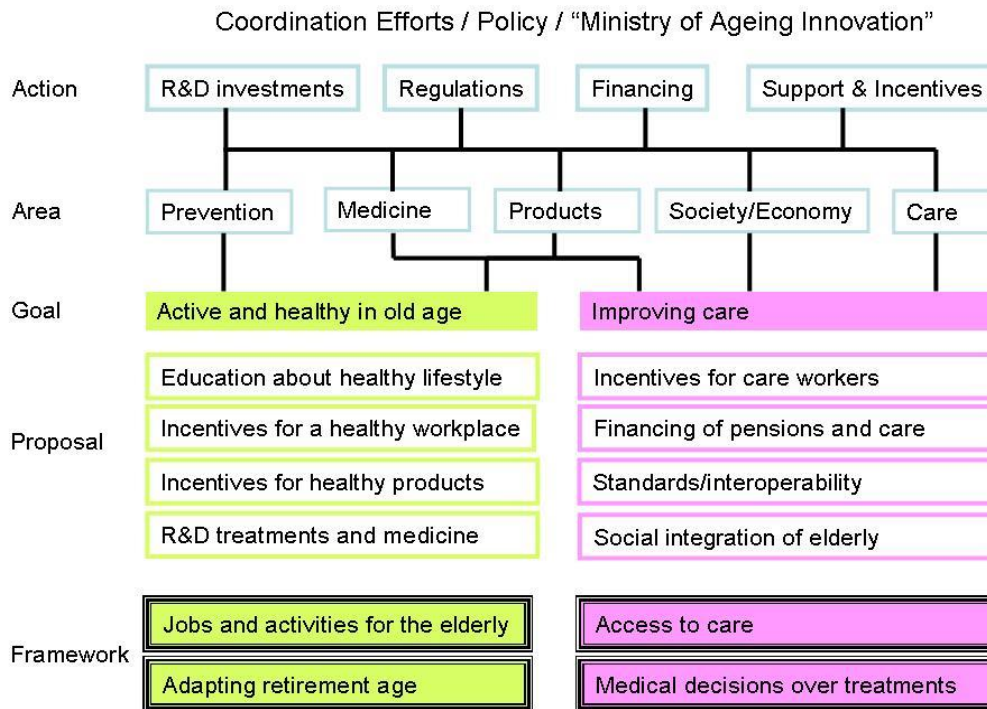 Coordination Efforts / Policy / “Ministry of Ageing Innovation”
Action
R&D investments
Regulations
Financing
Support & Incentives
Area
Prevention
Medicine
Products
Society/Economy
Care
Goal
Active and healthy in old age
Improving care
Proposal
Education about healthy lifestyle
Incentives for a healthy workplace
Incentives for healthy products
R&D treatments and medicine
Incentives for care workers
Financing of pensions and care
Standards/interoperability
Social integration of elderly
Framework
Jobs and activities for the elderly
Adapting retirement age
Access to care
Medical decisions over treatments